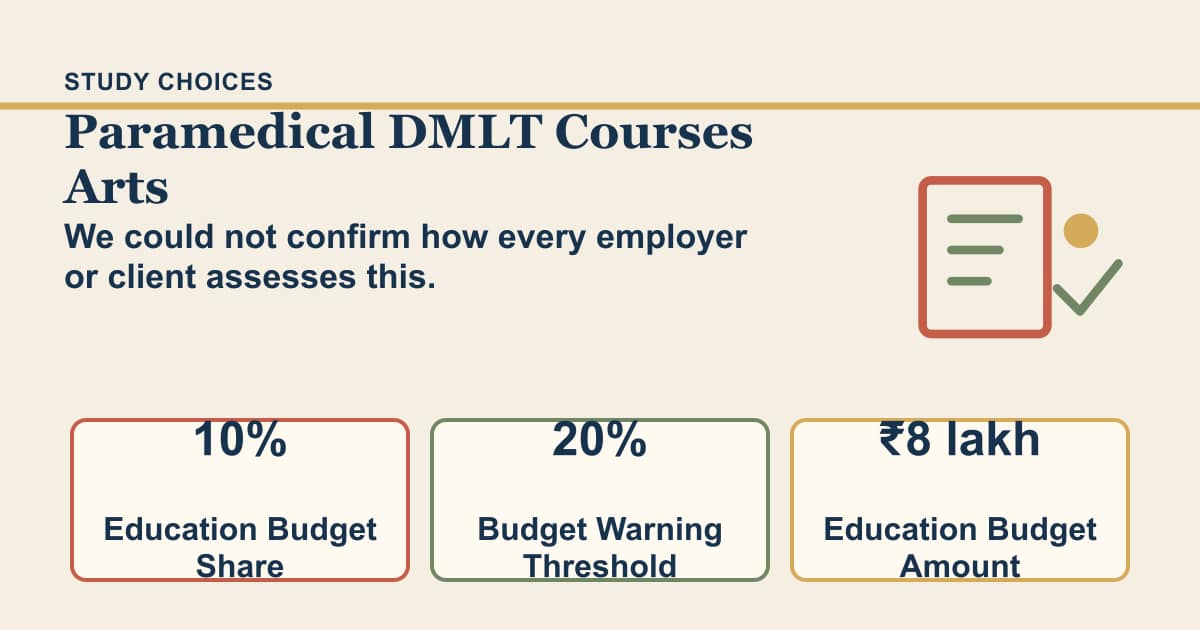 STUDY CHOICES
Paramedical DMLT Courses
Arts
We could not confirm how every employer
or client assesses this.
10%
Education Budget
Share
20%
Budget Warning
Threshold
₹8 lakh
Education Budget
Amount